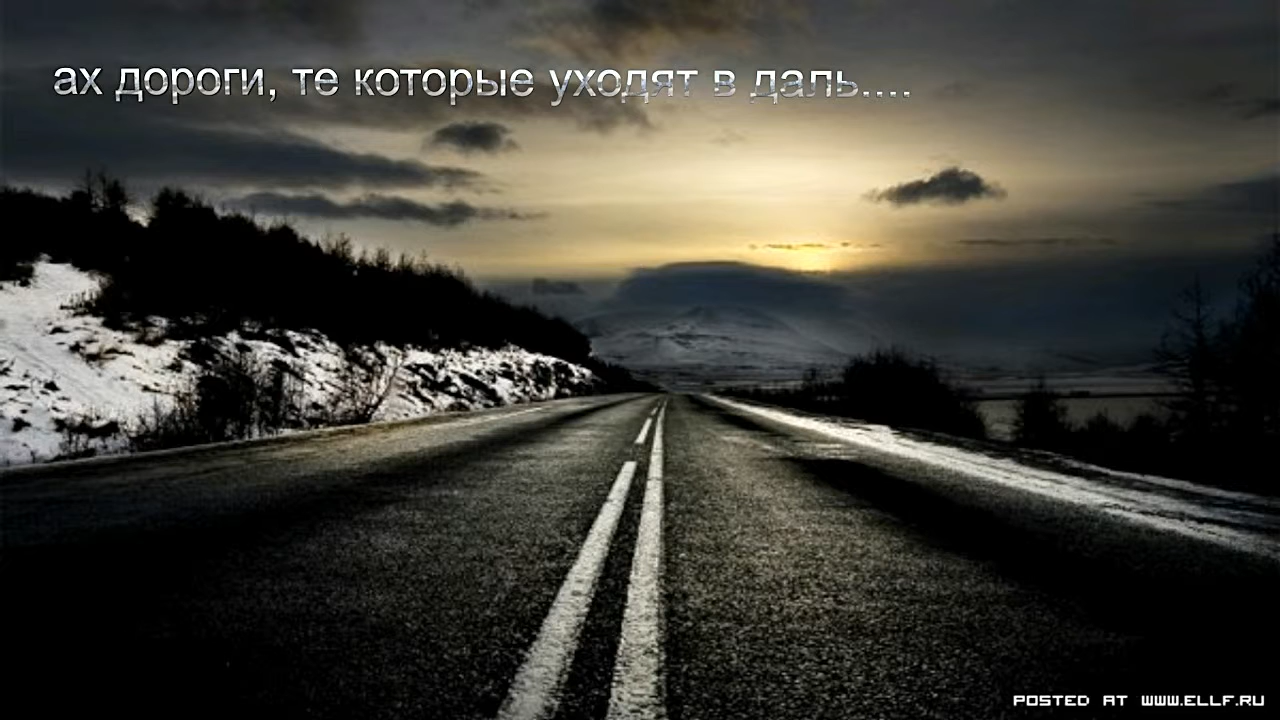 ах дороги, те которые уходят в даль....
POSTED AT WWW.ELLF.RU